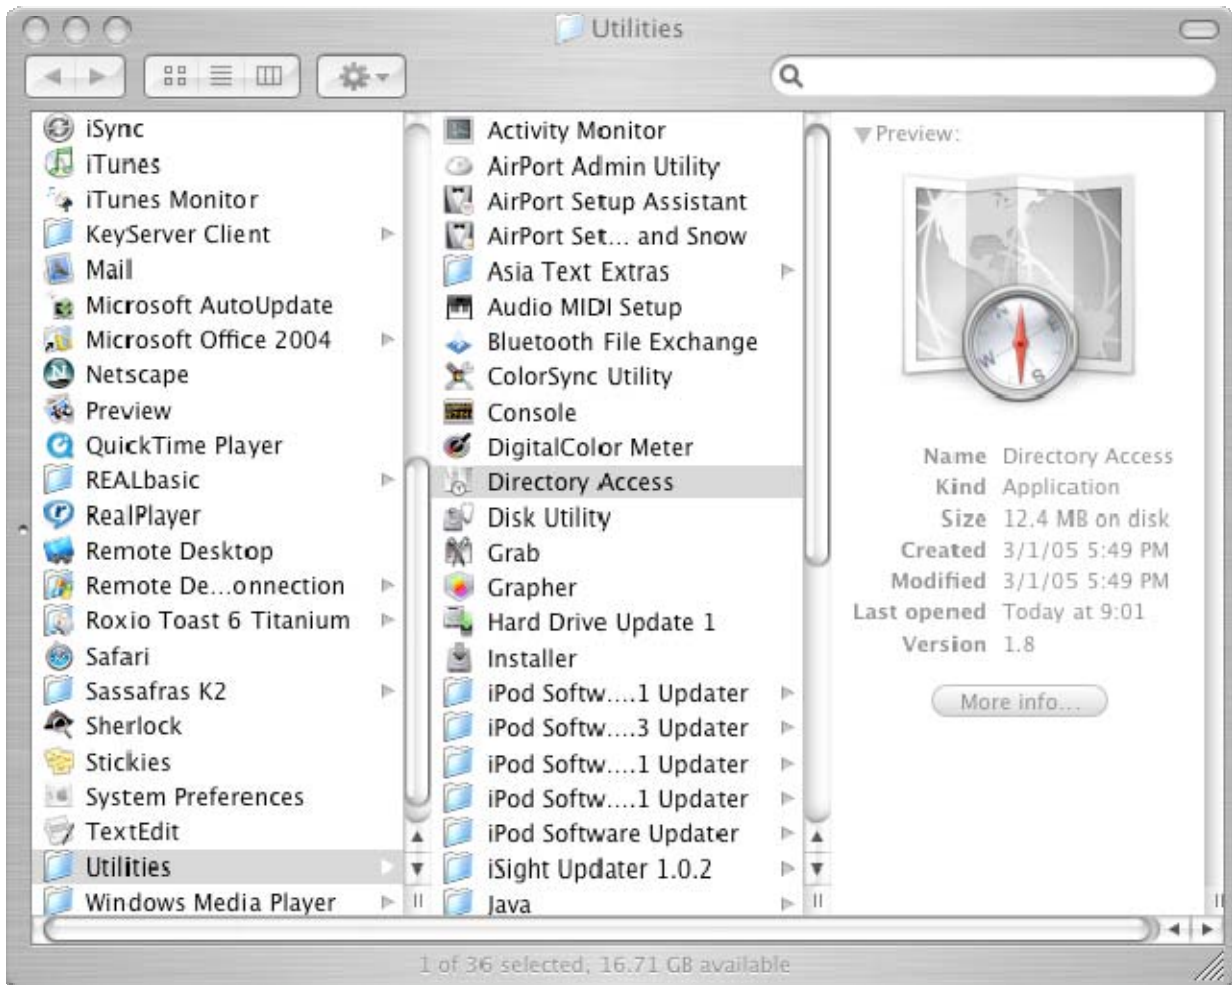 Utilities
iSync
iTunes
iTunes Monitor
KeyServer Client
Mail
Microsoft AutoUpdate
Microsoft Office 2004
Netscape
Preview
QuickTime Player
REALbasic
RealPlayer
Remote Desktop
Remote De...onnection
Roxio Toast 6 Titanium
Safari
Sassafras K2
Sherlock
Stickies
System Preferences
TextEdit
Utilities
Windows Media Player
Activity Monitor
AirPort Admin Utility
AirPort Setup Assistant
AirPort Set... and Snow
Asia Text Extras
Audio MIDI Setup
Bluetooth File Exchange
ColorSync Utility
Console
DigitalColor Meter
Directory Access
Disk Utility
Grab
Grapher
Hard Drive Update 1
Installer
iPod Softw....1 Updater
iPod Softw....3 Updater
iPod Softw....1 Updater
iPod Softw....1 Updater
iPod Software Updater
iSight Updater 1.0.2
Java
Preview:
N
E
W
S
Name Directory Access
Kind Application
Size 12.4 MB on disk
Created 3/1/05 5:49 PM
Modified 3/1/05 5:49 PM
Last opened Today at 9:01
Version 1.8
More info...
1 of 36 selected, 16.71 GB available